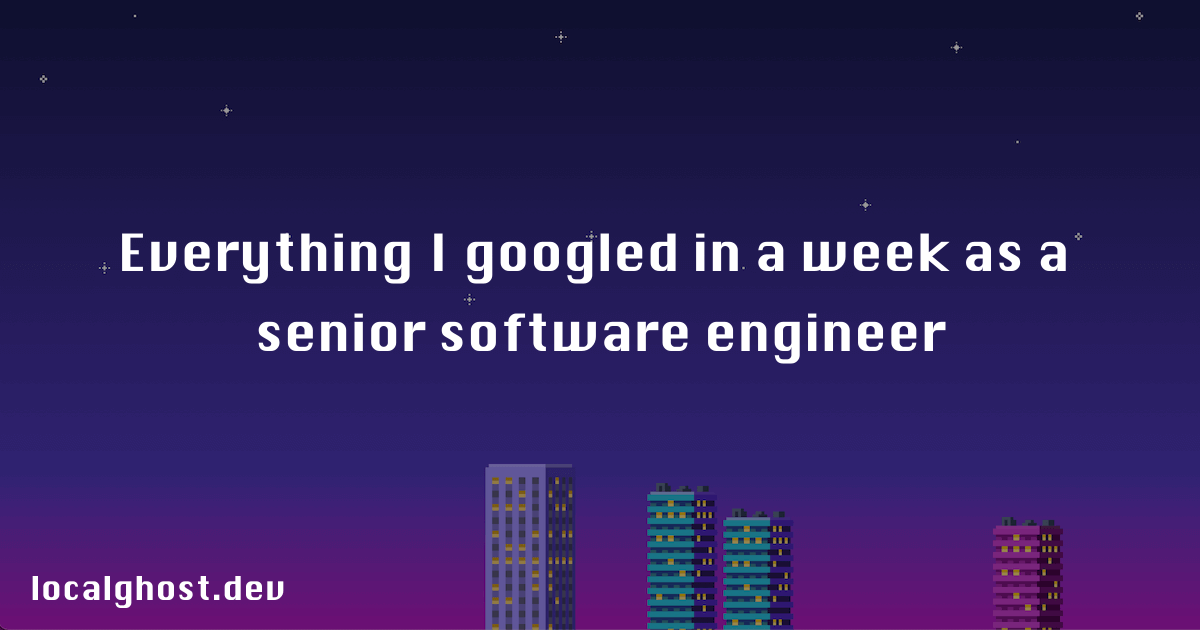 Everything I googled in a week as a
senior software engineer
localghost.dev